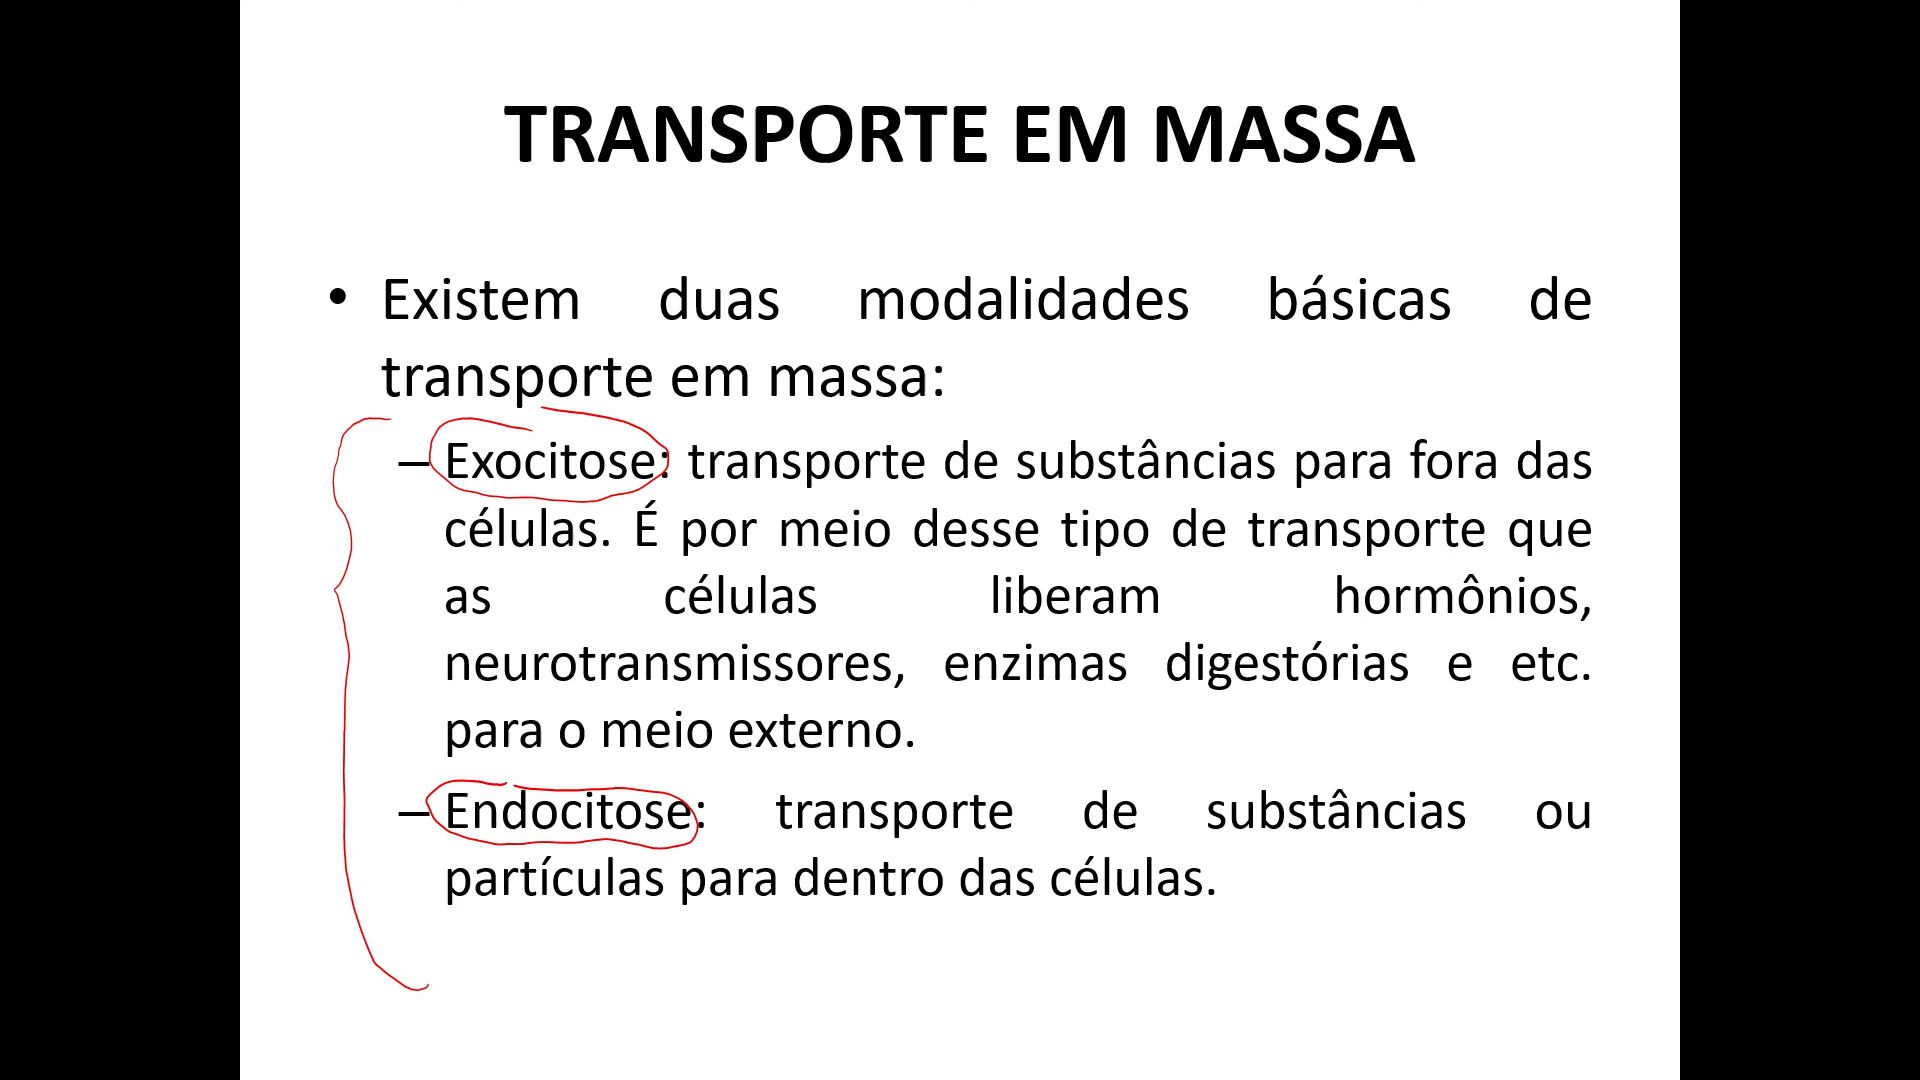 TRANSPORTE EM MASSA
• Existem duas modalidades básicas de
transporte em massa:
– Exocitose: transporte de substâncias para fora das
células. É por meio desse tipo de transporte que
as células liberam hormônios,
neurotransmissores, enzimas digestórias e etc.
para o meio externo.
– Endocitose: transporte de substâncias ou
partículas para dentro das células.